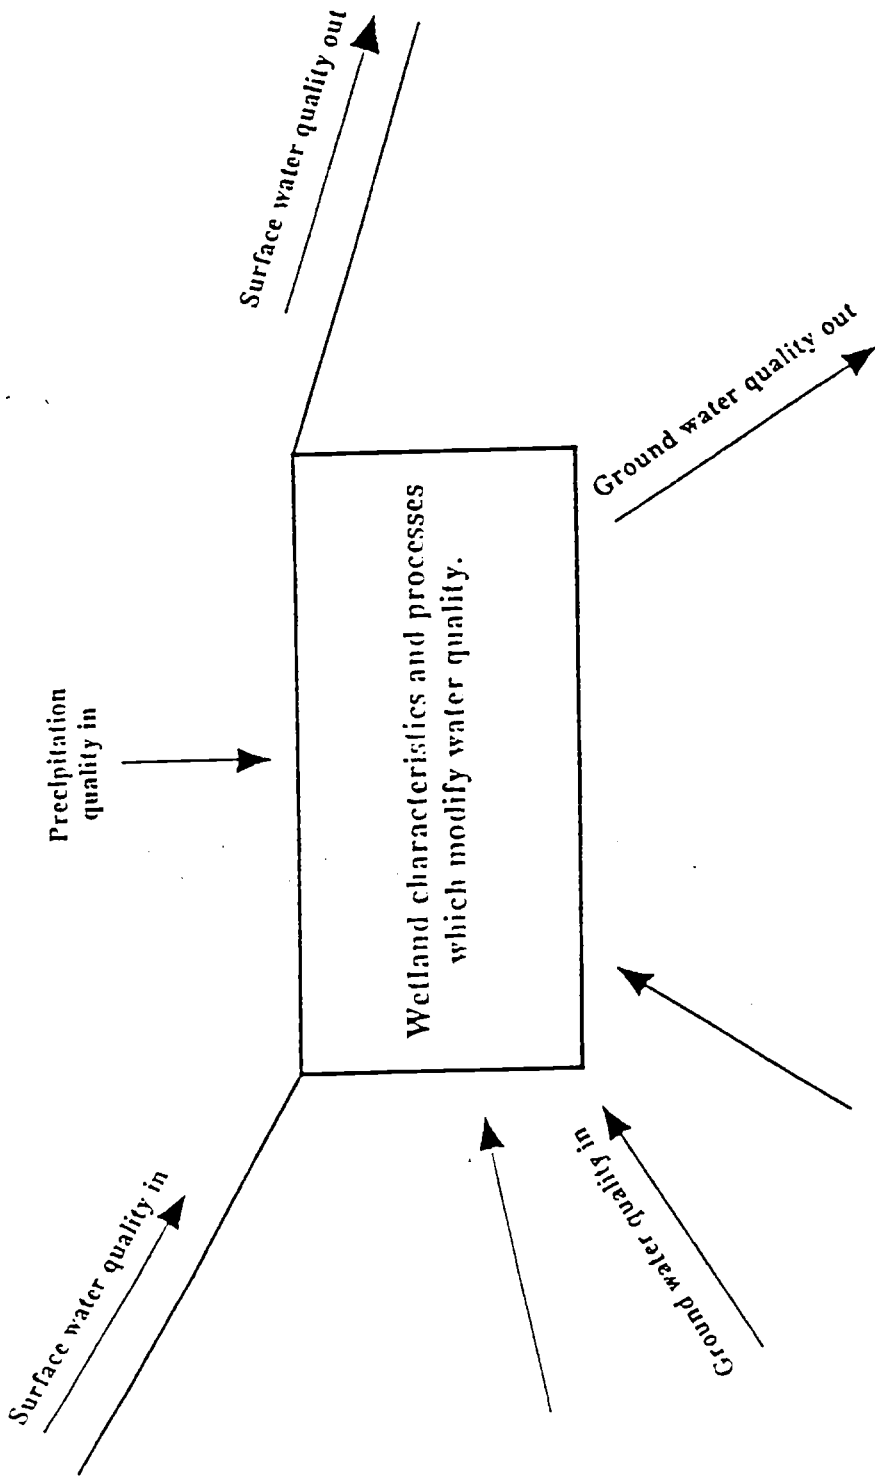 Surface water quality in
Precipitation
quality in
Surface water quality out
Wetland characteristics and processes
which modify water quality.
Ground water quality in
Ground water quality out